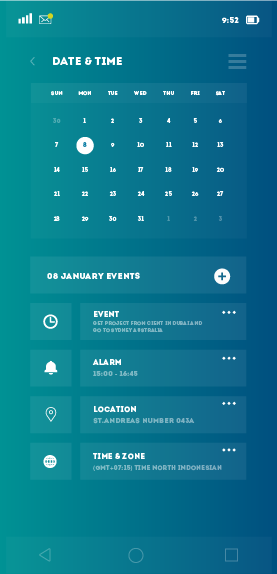 9:52
DATE & TIME
SUN MON TUE WED THU FRI SAT
30 1 2 3 4 5 6
7 8 9 10 11 12 13
14 15 16 17 18 19 20
21 22 23 24 25 26 27
28 29 30 31 1 2 3
08 JANUARY EVENTS
EVENT
GET PROJECT FROM CIENT IN DUBAI AND
NO TO SYDNEY AUSTRALIA
ALARM
15:00 - 16:45
LOCATION
ST.ANDREAS NUMBER 043A
TIME & ZONE
(GMT+07:15) TIME NORTH INDONESIAN